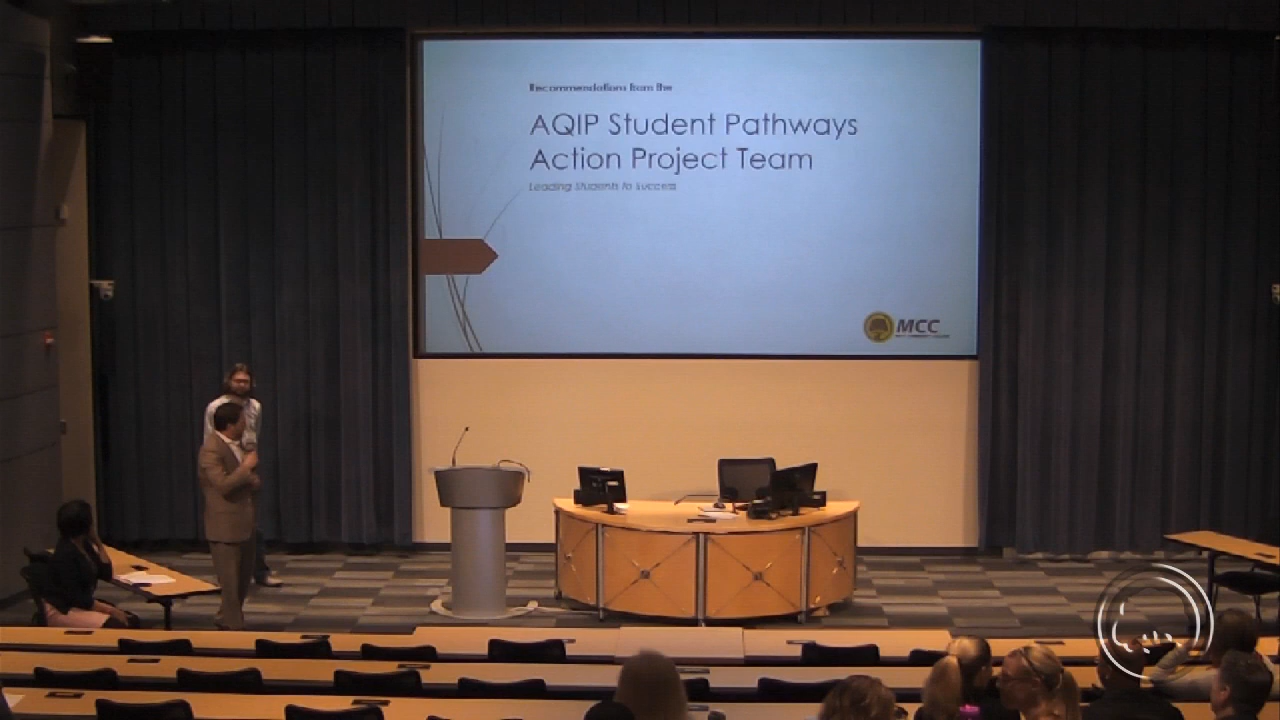 Recommendations from the
AQIP Student Pathways
Action Project Team
Leading Students to Success
MCC